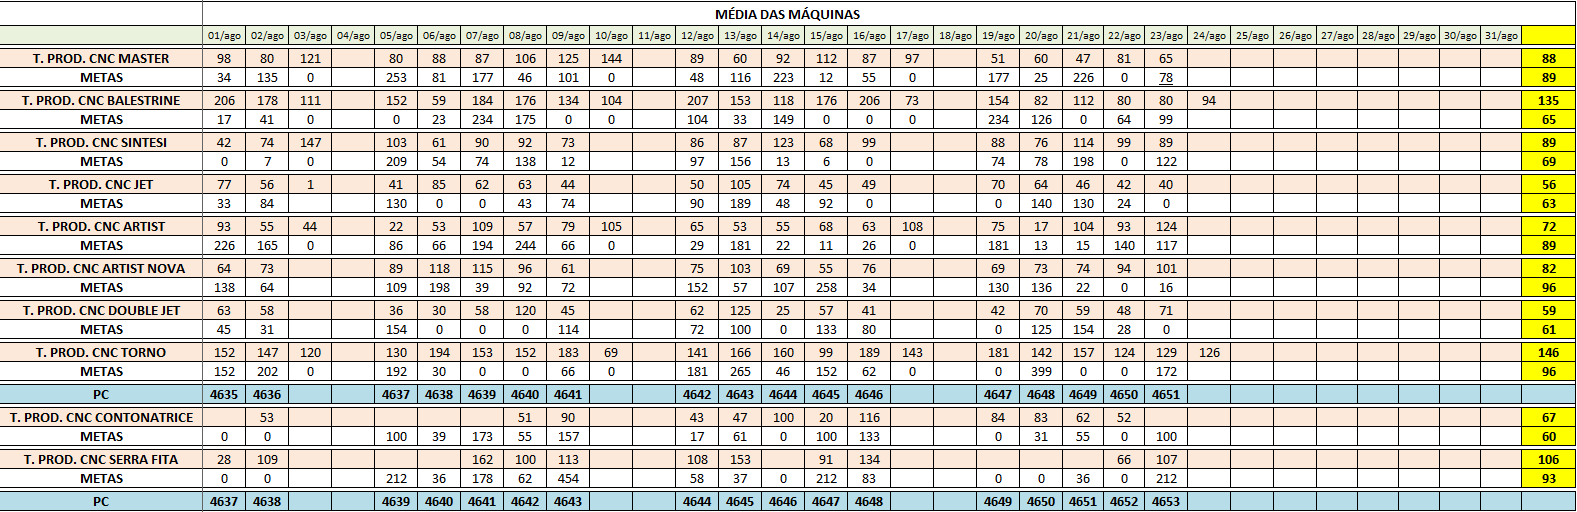 MÉDIA DAS MÁQUINAS
01/ago 02/ago 03/ago 04/ago 05/ago 06/ago 07/ago 08/ago 09/ago 10/ago 11/ago 12/ago 13/ago 14/ago 15/ago 16/ago 17/ago 18/ago 19/ago 20/ago 21/ago 22/ago 23/ago 24/ago 25/ago 26/ago 27/ago 28/ago 29/ago 30/ago 31/ago
T. PROD. CNC MASTER 98 80 121 80 88 87 106 125 144 89 60 92 112 87 97 51 60 47 81 65 88
METAS 34 135 0 253 81 177 46 101 0 48 116 223 12 55 0 177 25 226 0 78 89
T. PROD. CNC BALESTRINE 206 178 111 152 59 184 176 134 104 207 153 118 176 206 73 154 82 112 80 80 94 135
METAS 17 41 0 0 23 234 175 0 0 104 33 149 0 0 0 234 126 0 64 99 65
T. PROD. CNC SINTESI 42 74 147 103 61 90 92 73 86 87 123 68 99 88 76 114 99 89 89
METAS 0 7 0 209 54 74 138 12 97 156 13 6 0 74 78 198 0 122 69
T. PROD. CNC JET 77 56 1 41 85 62 63 44 50 105 74 45 49 70 64 46 42 40 56
METAS 33 84 130 0 0 43 74 90 189 48 92 0 0 140 130 24 0 63
T. PROD. CNC ARTIST 93 55 44 22 53 109 57 79 105 65 53 55 68 63 108 75 17 104 93 124 72
METAS 226 165 0 86 66 194 244 66 0 29 181 22 11 26 0 181 13 15 140 117 89
T. PROD. CNC ARTIST NOVA 64 73 89 118 115 96 61 75 103 69 55 76 69 73 74 94 101 82
METAS 138 64 109 198 39 92 72 152 57 107 258 34 130 136 22 0 16 96
T. PROD. CNC DOUBLE JET 63 58 36 30 58 120 45 62 125 25 57 41 42 70 59 48 71 59
METAS 45 31 154 0 0 0 114 72 100 0 133 80 0 125 154 28 0 61
T. PROD. CNC TORNO 152 147 120 130 194 153 152 183 69 141 166 160 99 189 143 181 142 157 124 129 126 146
METAS 152 202 0 192 30 0 0 66 0 181 265 46 152 62 0 0 399 0 0 172 96
PC 4635 4636 4637 4638 4639 4640 4641 4642 4643 4644 4645 4646 4647 4648 4649 4650 4651
T. PROD. CNC CONTONATRICE 53 51 90 43 47 100 20 116 84 83 62 52 67
METAS 0 0 100 39 173 55 157 17 61 0 100 133 0 31 55 0 100 60
T. PROD. CNC SERRA FITA 28 109 162 100 113 108 153 91 134 66 107 106
METAS 0 0 212 36 178 62 454 58 37 0 212 83 0 0 36 0 212 93
PC 4637 4638 4639 4640 4641 4642 4643 4644 4645 4646 4647 4648 4649 4650 4651 4652 4653